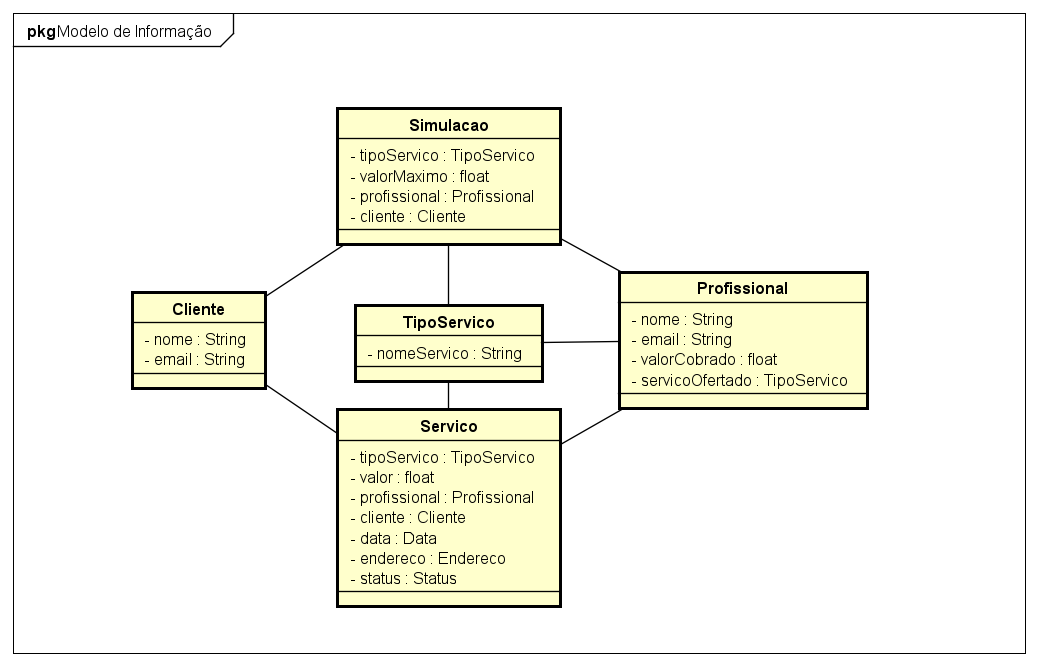 pkg Modelo de Informação
Simulacao
- tipoServico : TipoServico
- valorMaximo : float
- profissional : Profissional
- cliente : Cliente
Cliente
- nome : String
- email : String
TipoServico
- nomeServico : String
Profissional
- nome : String
- email : String
- valorCobrado : float
- servicoOfertado : TipoServico
Servico
- tipoServico : TipoServico
- valor : float
- profissional : Profissional
- cliente : Cliente
- data : Data
- endereco : Endereco
- status : Status